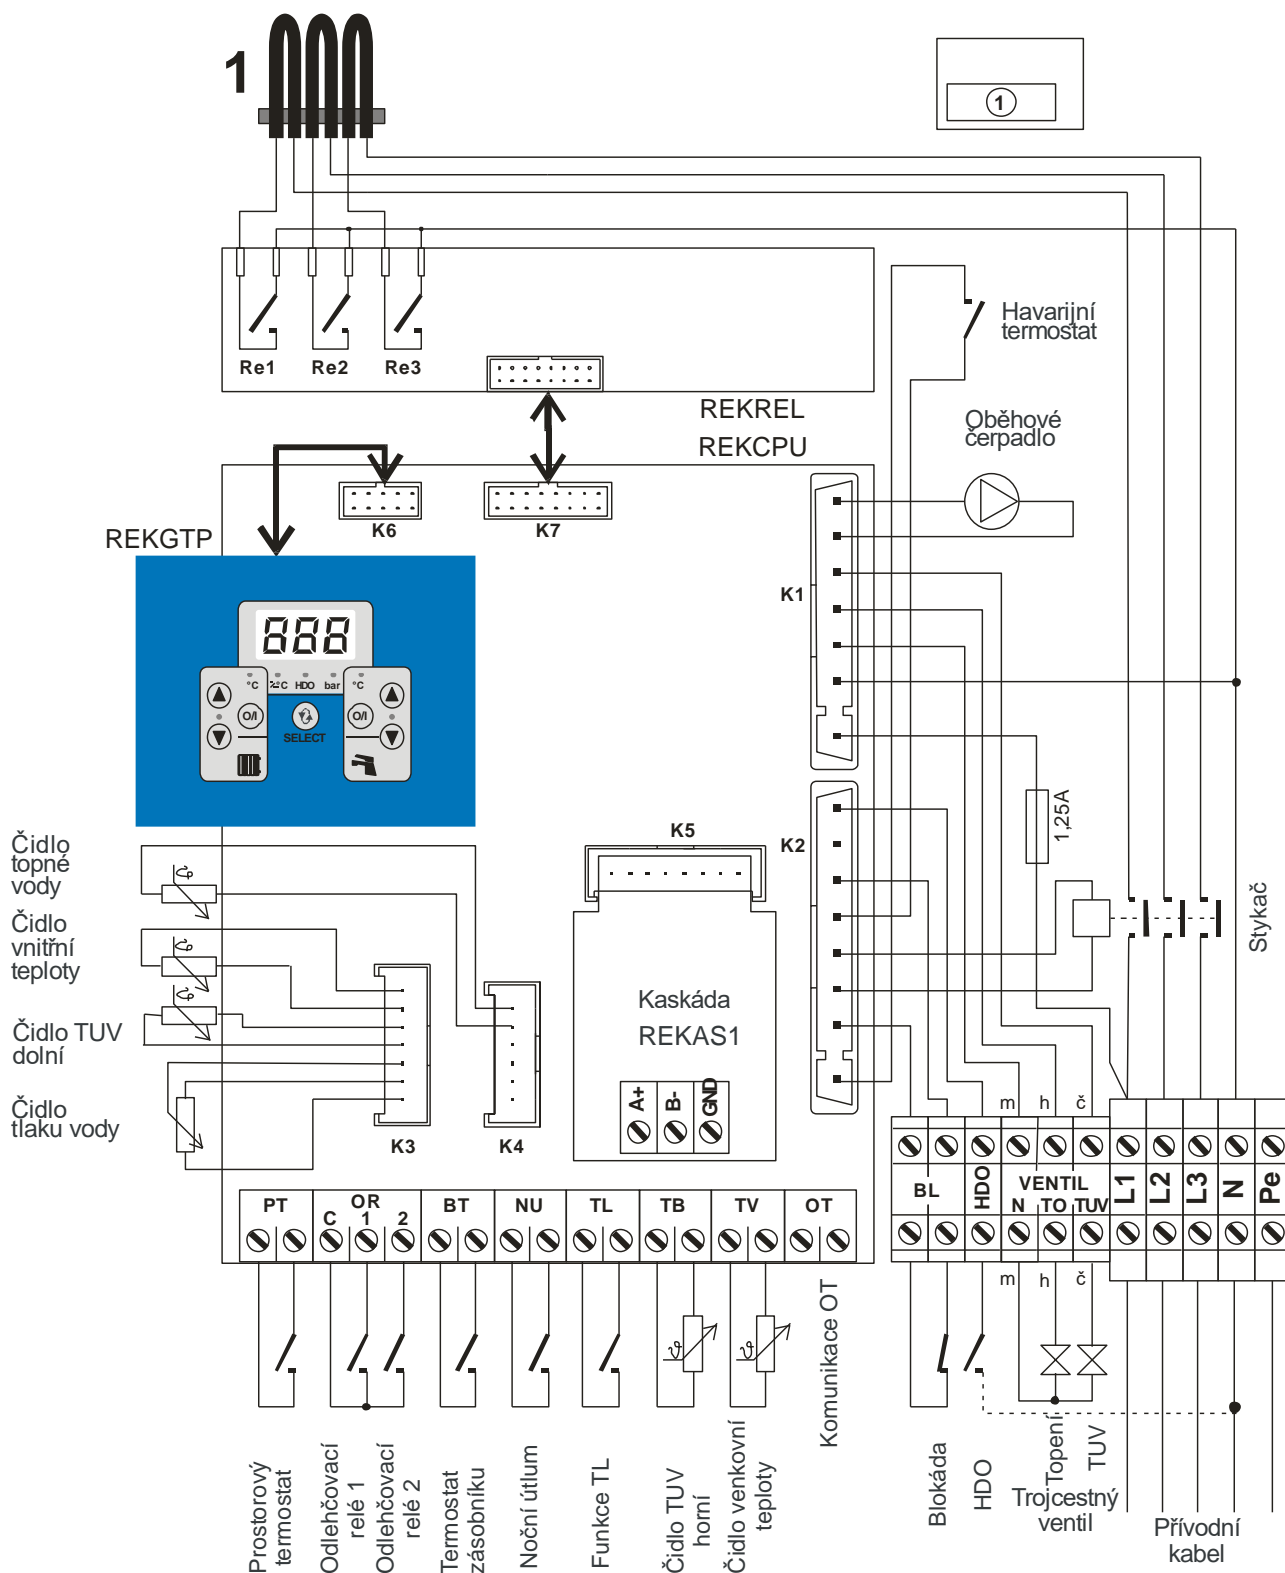 1
1
Havarijní
termostat
Re1 Re2 Re3
REKREL
Oběhové
čerpadlo
REKCPU
K6
K7
REKGTP
K1
888
°C °C HDO bar °C
O/I O/I
SELECT
1,25A
K5
K2
Čidlo
topné
vody
Čidlo
vnitřní
teploty
Stykač
Kaskáda
REKAS1
Čidlo TUV
dolní
A+ B- GND
Čidlo
tlaku vody
K3 K4
m h č
BL HDO VENTIL
N TO TUV
L1 L2 L3 N Pe
PT OR BT NU TL TB TV OT
C 1 2
m h č
Komunikace OT
Prostorový
termostat
Odlehčovací
relé 1
Odlehčovací
relé 2
Termostat
zásobníku
Noční útlum
Funkce TL
Čidlo TUV
horní
Čidlo venkovní
teploty
Blokáda
HDO
Topení
TUV
Trojcestný
ventil
Přívodní
kabel